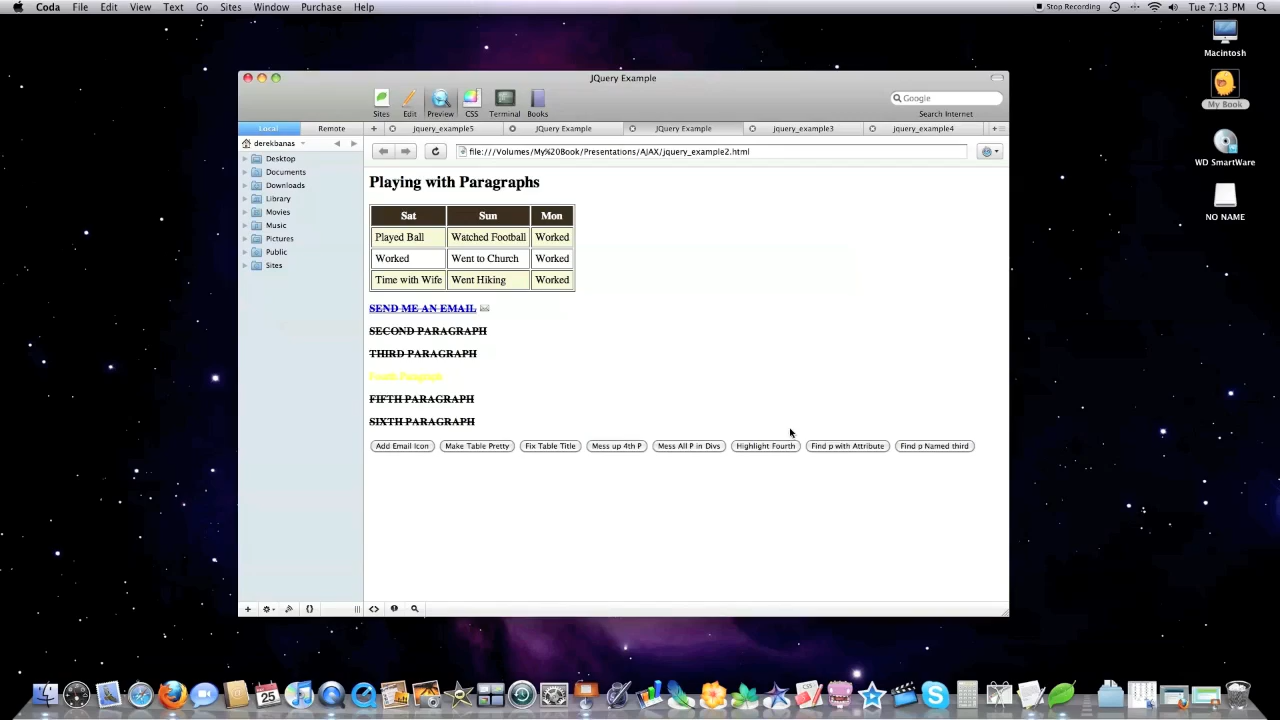 Coda File Edit View Text Go Sites Window Purchase Help Stop Recording Tue 7:13 PM
Macintosh
My Book
WD SmartWare
NO NAME
JQuery Example
Sites Edit Preview CSS Terminal Books
Google
Search Internet
Local Remote
jquery_example5 JQuery Example JQuery Example jquery_example3 jquery_example4
derekbanas
file:///Volumes/My%20Book/Presentations/AJAX/jquery_example2.html
Desktop
Documents
Downloads
Library
Movies
Music
Pictures
Public
Sites
Playing with Paragraphs
Sat Sun Mon
Played Ball Watched Football Worked
Worked Went to Church Worked
Time with Wife Went Hiking Worked
SEND ME AN EMAIL
SECOND PARAGRAPH
THIRD PARAGRAPH
Fourth Paragraph
FIFTH PARAGRAPH
SIXTH PARAGRAPH
Add Email Icon Make Table Pretty Fix Table Title Mess up 4th P Mess All P in Divs Highlight Fourth Find p with Attribute Find p Named third
25